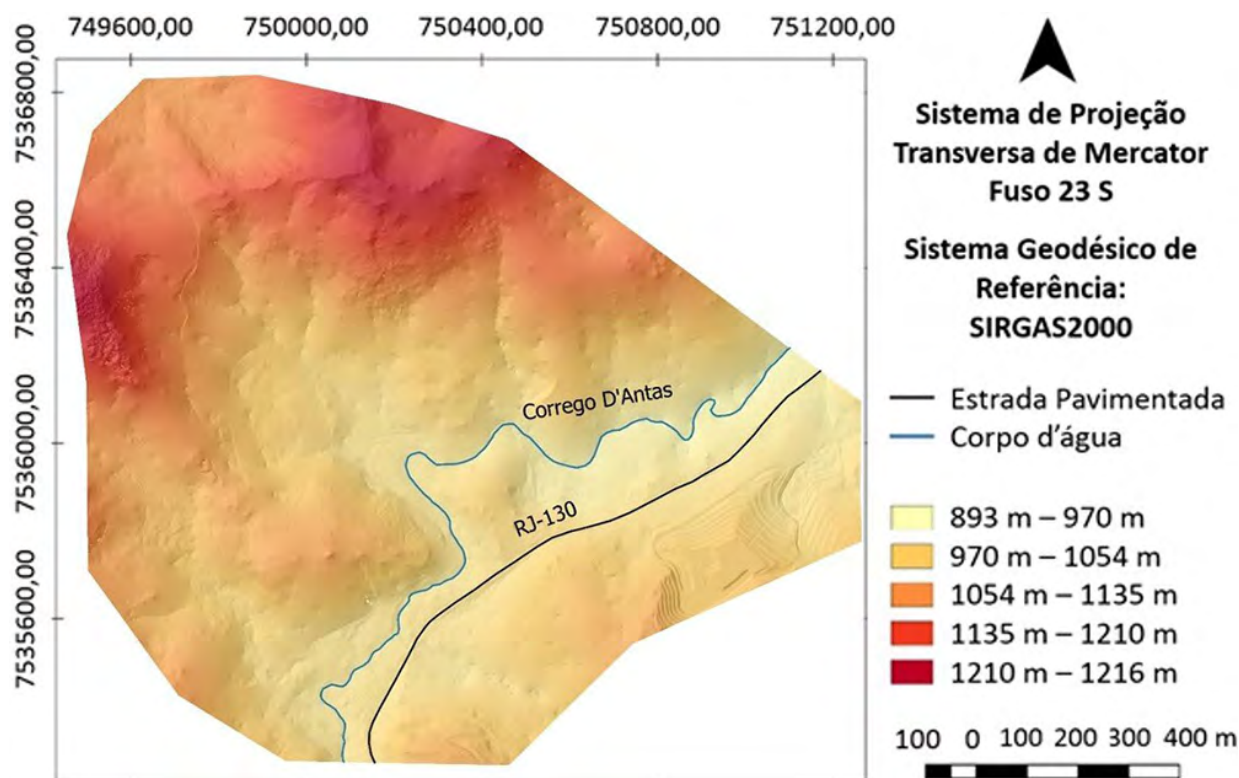 749600,00 750000,00 750400,00 750800,00 751200,00
7536800,00
7536400,00
7536000,00
7535600,00
Corrego D'Antas
RJ-130
Sistema de Projeção
Transversa de Mercator
Fuso 23 S
Sistema Geodésico de
Referência:
SIRGAS2000
Estrada Pavimentada
Corpo d'água
893 m – 970 m
970 m – 1054 m
1054 m – 1135 m
1135 m – 1210 m
1210 m – 1216 m
100 0 100 200 300 400 m